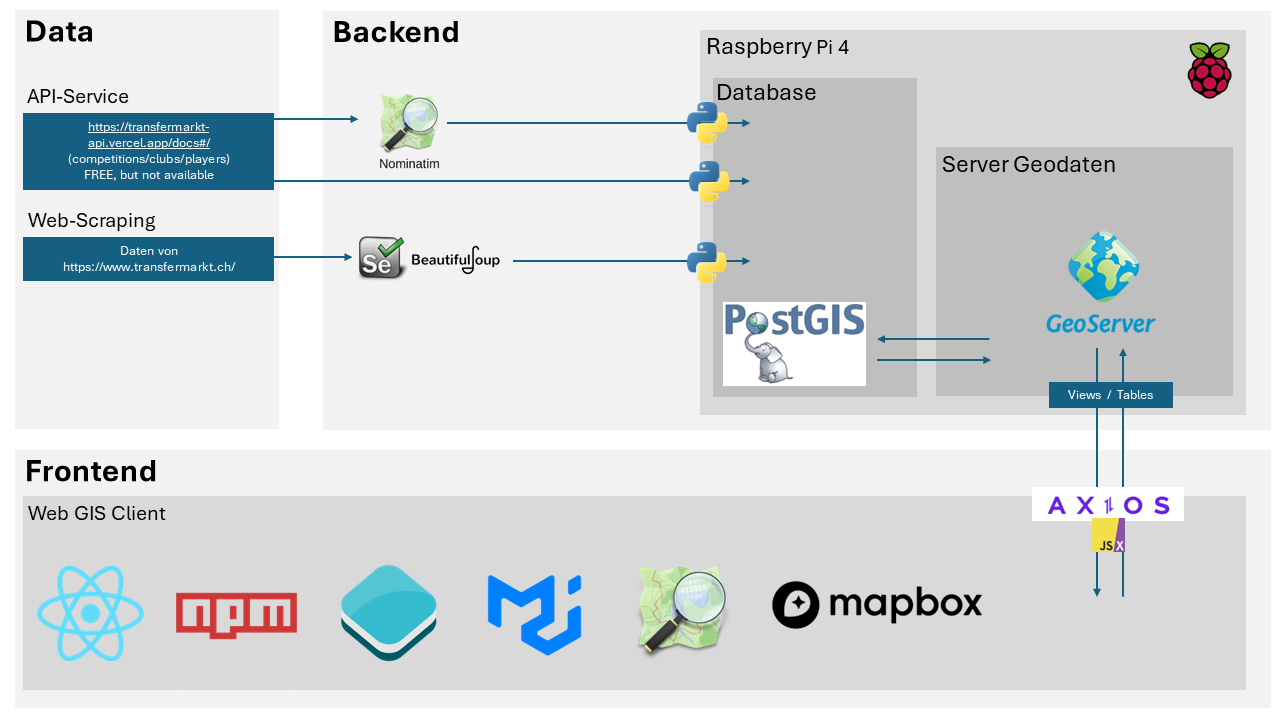 Data
API-Service
https://transfermarkt-
api.vercel.app/docs#/
(competitions/clubs/players)
FREE, but not available
Web-Scraping
Daten von
https://www.transfermarkt.ch/
Backend
Nominatim
Se
BeautifulSoup
Raspberry Pi 4
Database
PostGIS
Server Geodaten
GeoServer
Views / Tables
Frontend
Web GIS Client
AXIOS
JSX
npm
mapbox